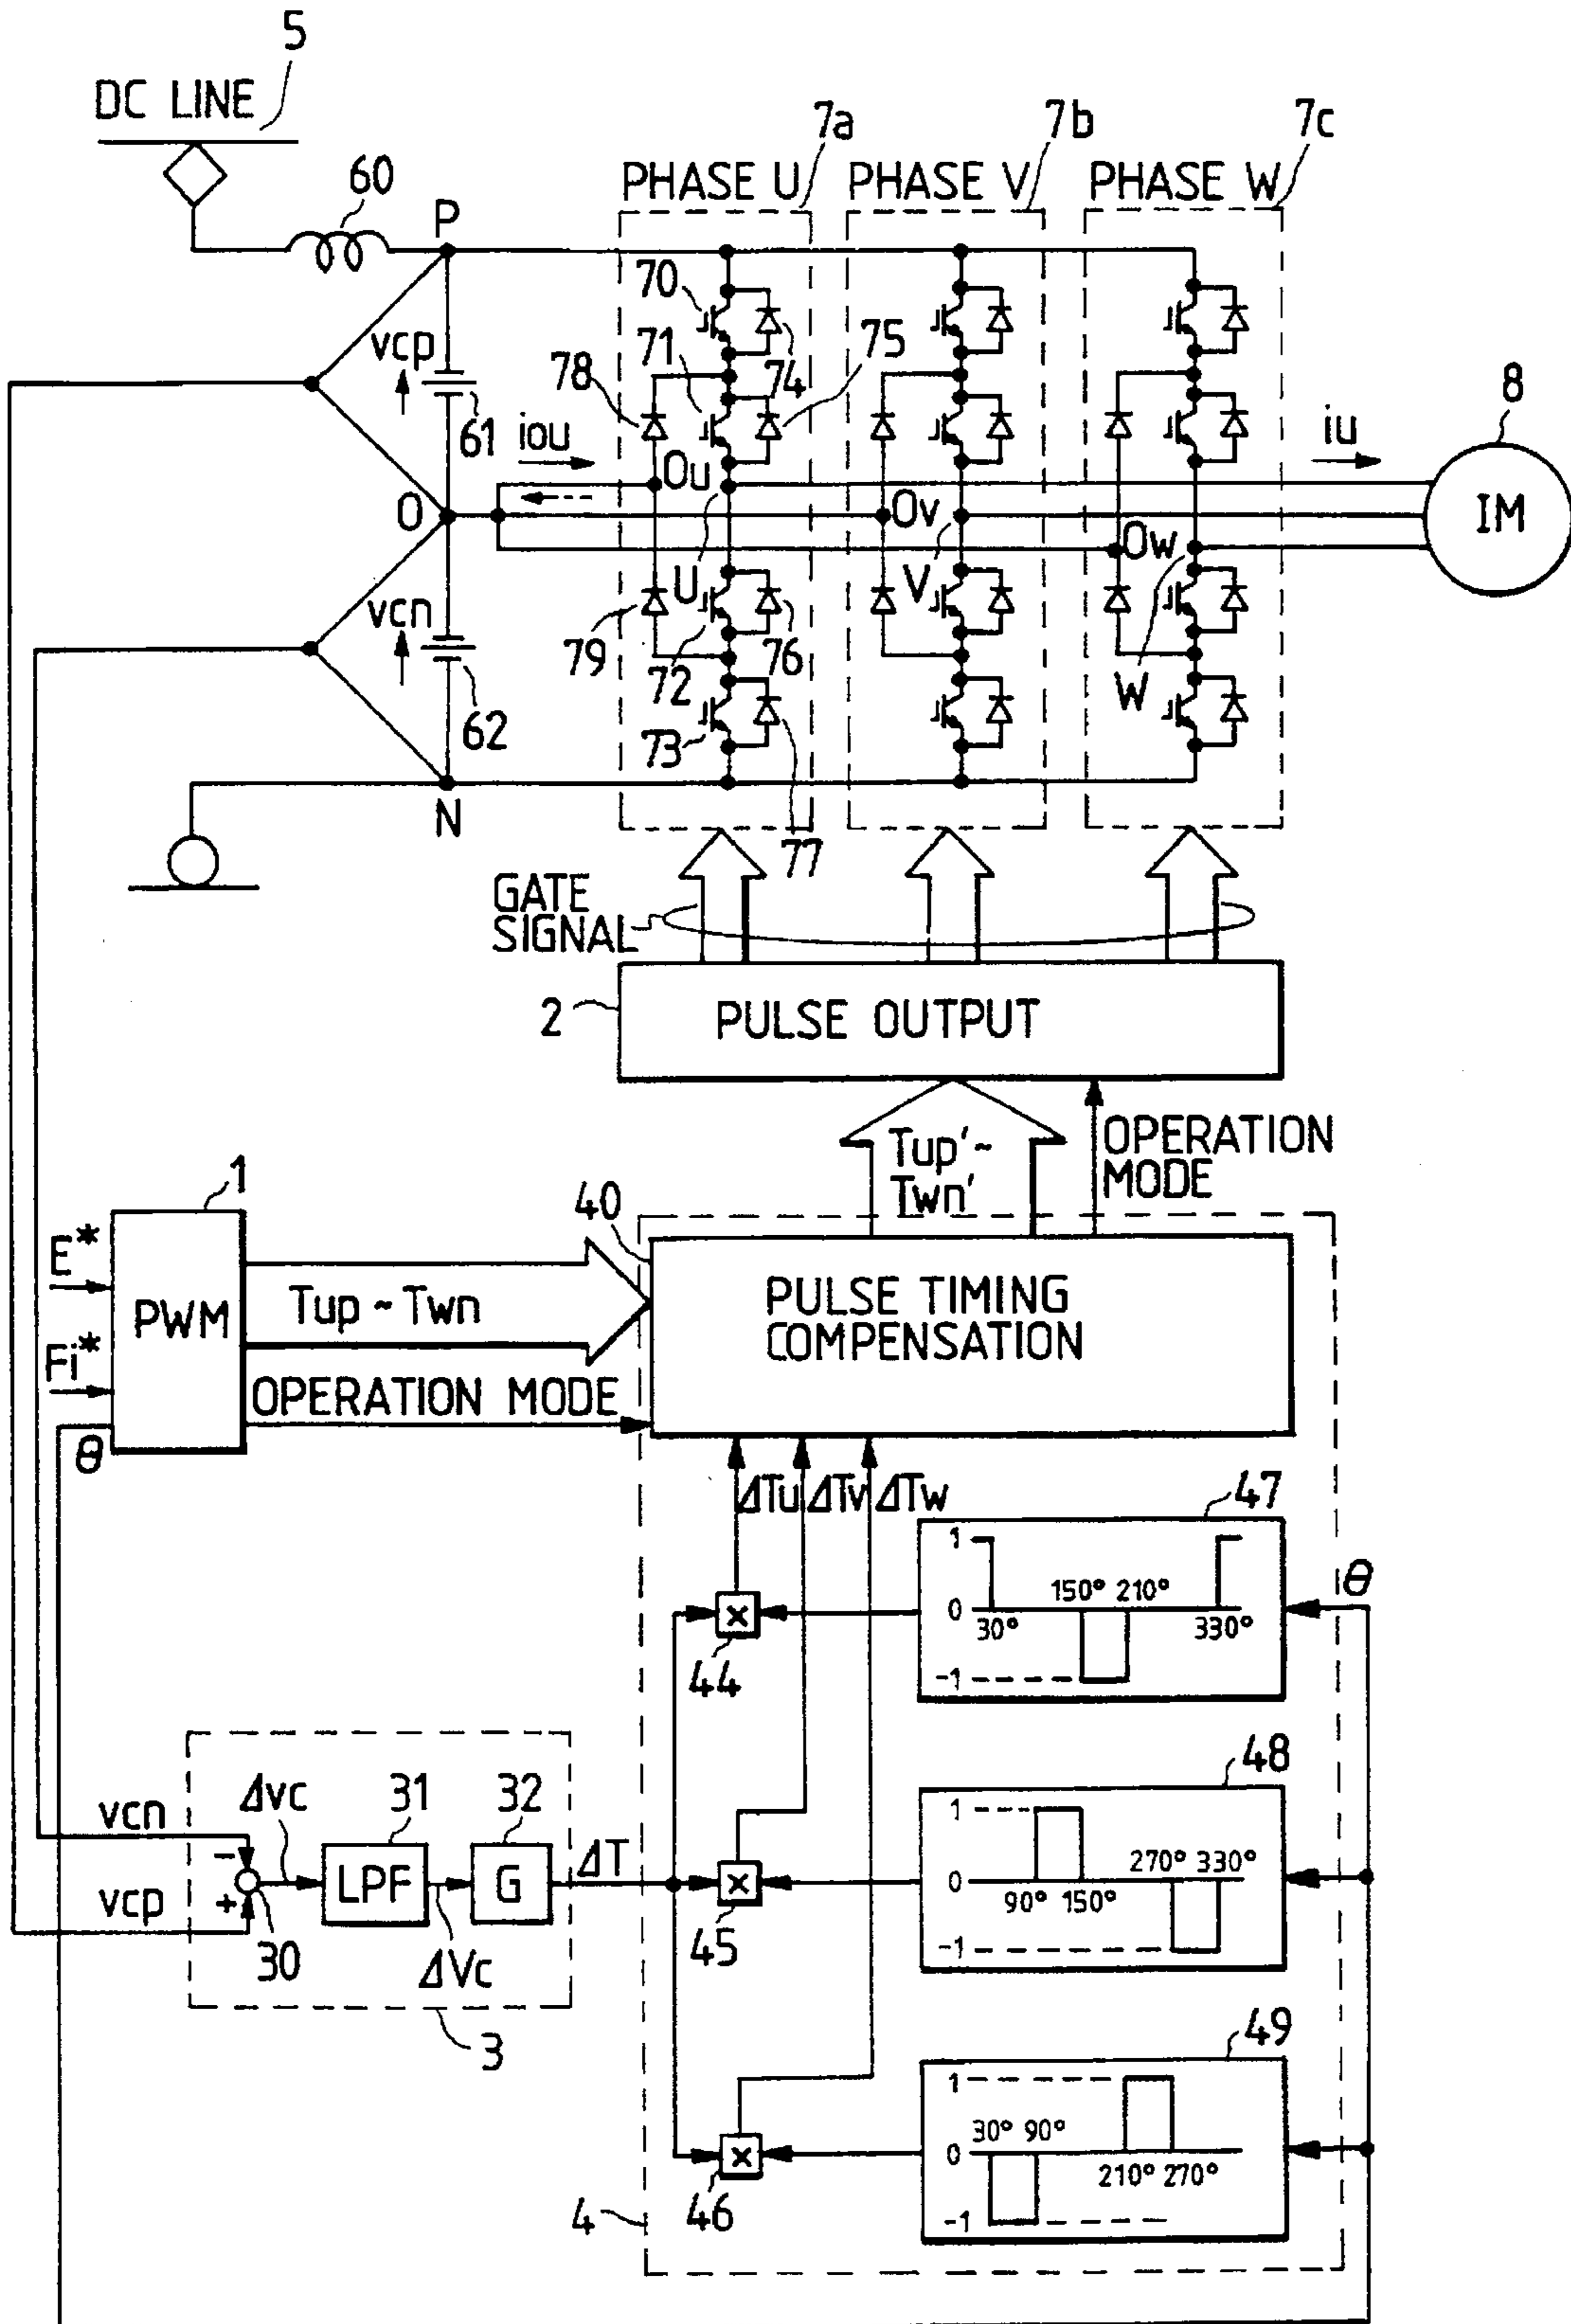 5
DC LINE
7a
7b
7c
60
P
PHASE U
PHASE V
PHASE W
70
vcp
71
75
74
78
8
61
iou
iu
Ou
O
Ov
IM
Ow
U
V
vcn
79
72
76
W
62
73
N
77
GATE
SIGNAL
2
PULSE OUTPUT
Tup'~
Twn'
OPERATION
MODE
1
40
E*
PWM
Tup ~ Twn
PULSE TIMING
COMPENSATION
Fi*
OPERATION MODE
θ
ΔTu ΔTv ΔTw
47
1
150° 210°
θ
0
30°
330°
×
44
-1
48
Δvc
31
32
1
vcn
-
LPF
G
ΔT
270° 330°
×
0
90° 150°
vcp
+
30
45
ΔVc
-1
3
49
1
30° 90°
×
0
210° 270°
4
46
-1